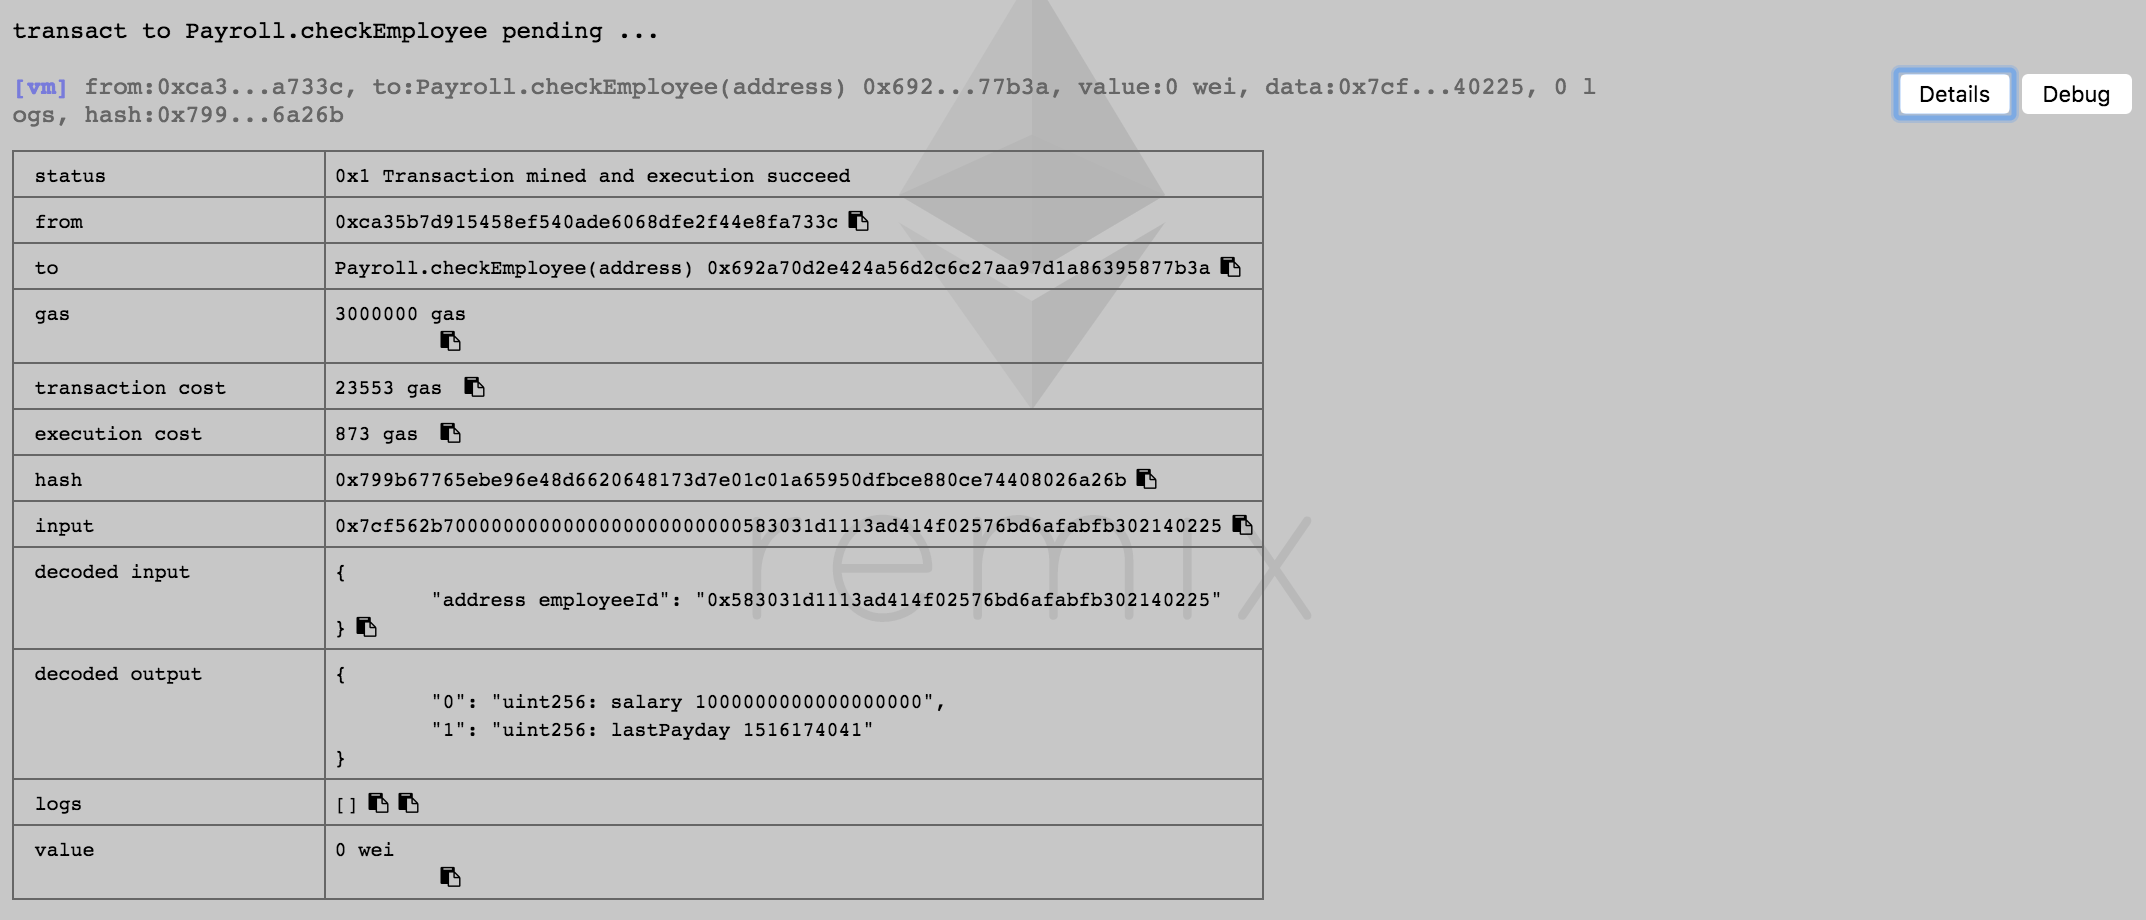 transact to Payroll.checkEmployee pending ...
[vm] from:0xca3...a733c, to:Payroll.checkEmployee(address) 0x692...77b3a, value:0 wei, data:0x7cf...40225, 0 l
ogs, hash:0x799...6a26b
Details
Debug
status 0x1 Transaction mined and execution succeed
from 0xca35b7d915458ef540ade6068dfe2f44e8fa733c
to Payroll.checkEmployee(address) 0x692a70d2e424a56d2c6c27aa97d1a86395877b3a
gas 3000000 gas
transaction cost 23553 gas
execution cost 873 gas
hash 0x799b67765ebe96e48d6620648173d7e01c01a65950dfbce880ce74408026a26b
input 0x7cf562b7000000000000000000000000583031d1113ad414f02576bd6afabfb302140225
decoded input {
"address employeeId": "0x583031d1113ad414f02576bd6afabfb302140225"
}
decoded output {
"0": "uint256: salary 1000000000000000000",
"1": "uint256: lastPayday 1516174041"
}
logs []
value 0 wei
remix